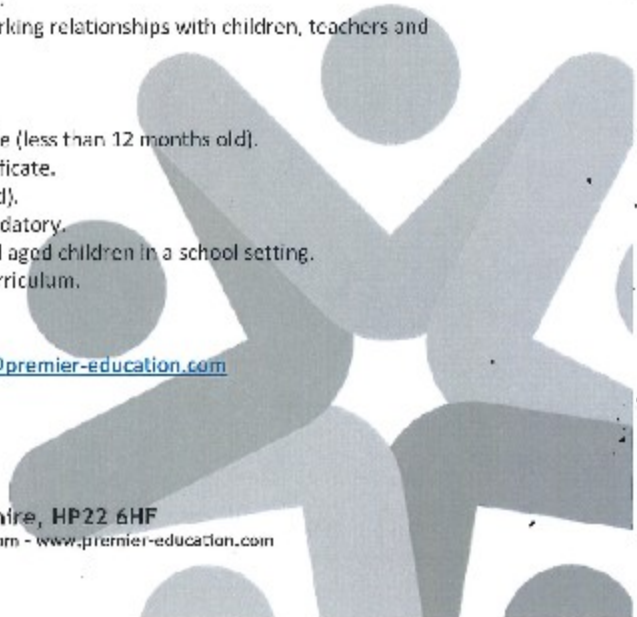 rking relationships with children, teachers and
e (less than 12 months old).
ficate.
d).
datory.
l aged children in a school setting.
rriculum.
@premier-education.com
hire, HP22 6HF
om - www.premier-education.com